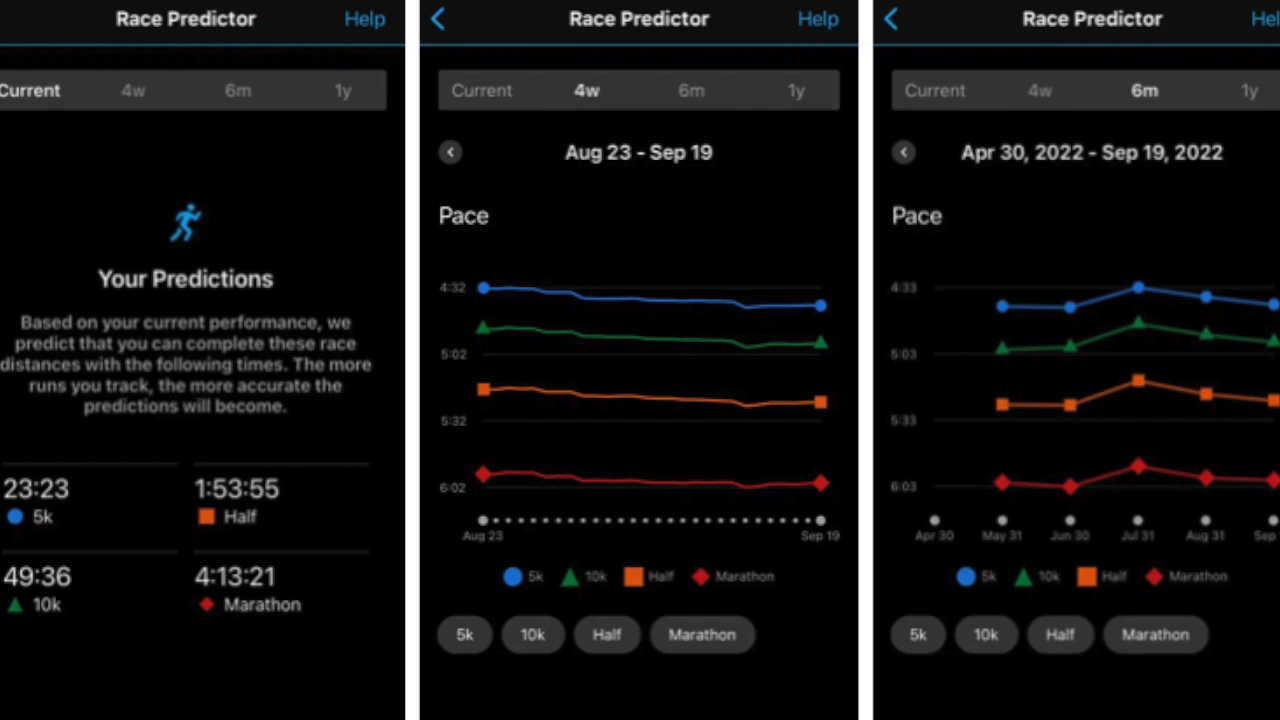 Race Predictor Help
Current 4w 6m 1y
Your Predictions
Based on your current performance, we
predict that you can complete these race
distances with the following times. The more
runs you track, the more accurate the
predictions will become.
23:23 1:53:55
5k Half
49:36 4:13:21
10k Marathon
Race Predictor Help
Current 4w 6m 1y
Aug 23 - Sep 19
Pace
4:32
5:02
5:32
6:02
Aug 23 Sep 19
5k 10k Half Marathon
5k 10k Half Marathon
Race Predictor Hel
Current 4w 6m 1y
Apr 30, 2022 - Sep 19, 2022
Pace
4:33
5:03
5:33
6:03
Apr 30 May 31 Jun 30 Jul 31 Aug 31 Sep
5k 10k Half Marathon
5k 10k Half Marathon